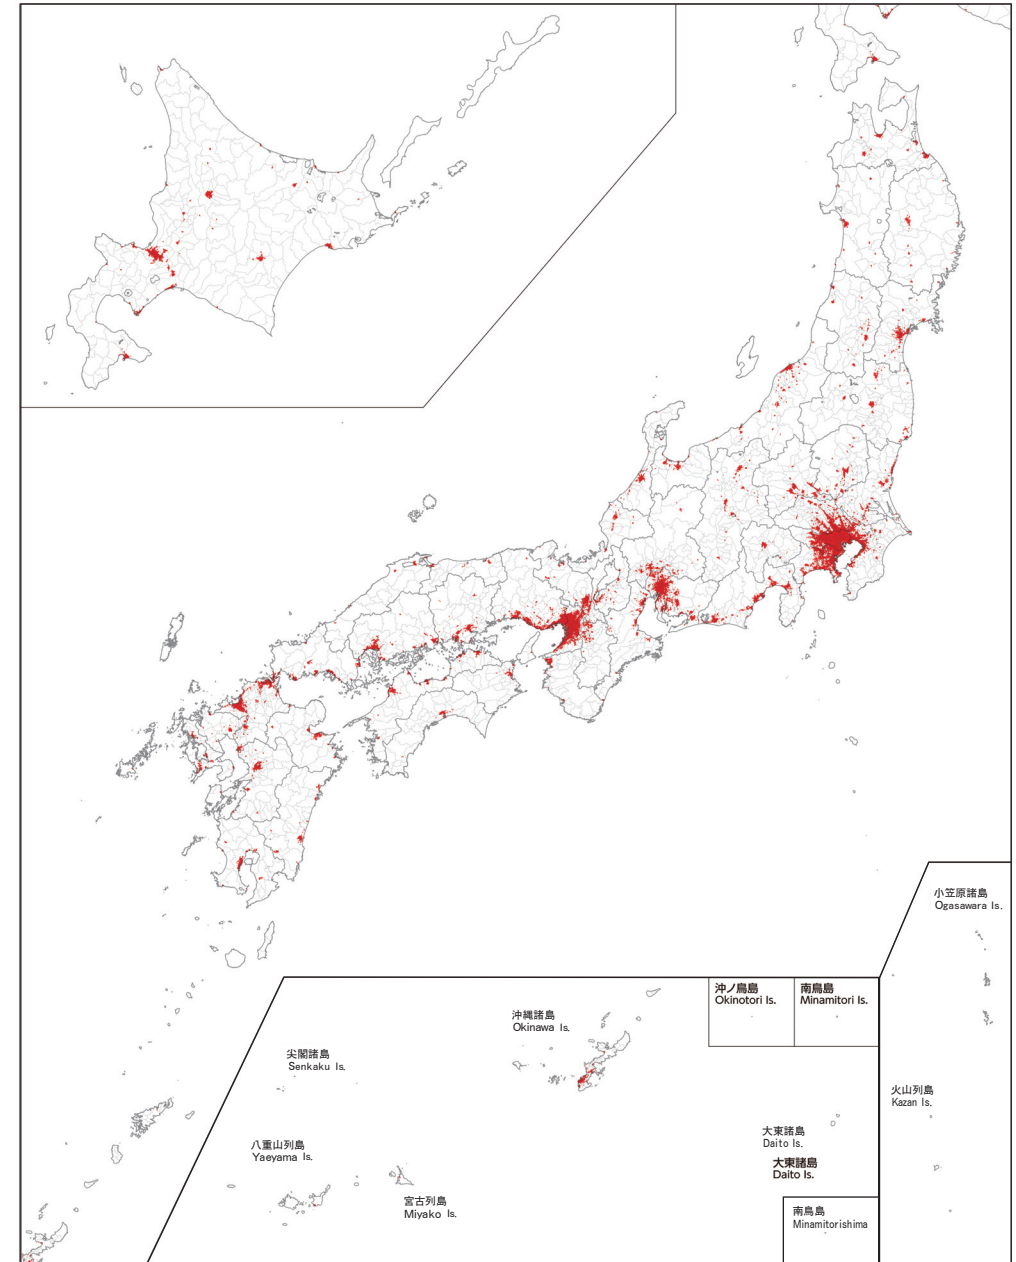 小笠原諸島
Ogasawara Is.
沖ノ鳥島
Okinotori Is.
南鳥島
Minamitori Is.
沖縄諸島
Okinawa Is.
尖閣諸島
Senkaku Is.
火山列島
Kazan Is.
大東諸島
Daito Is.
八重山列島
Yaeyama Is.
大東諸島
Daito Is.
宮古列島
Miyako Is.
南鳥島
Minamitorishima